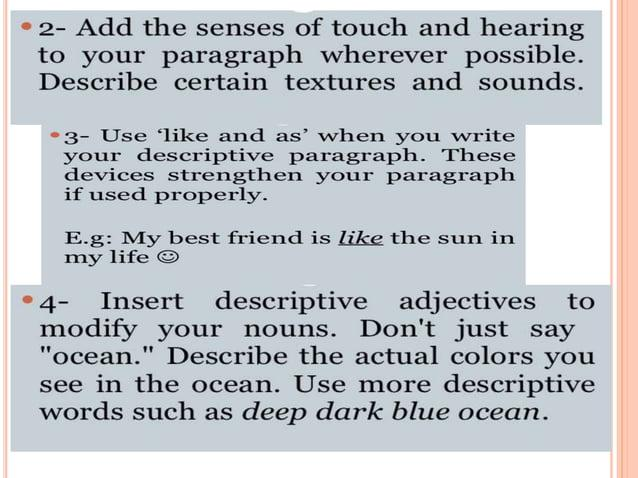 • 2- Add the senses of touch and hearing
to your paragraph wherever possible.
Describe certain textures and sounds.
• 3- Use ‘like and as’ when you write
your descriptive paragraph. These
devices strengthen your paragraph
if used properly.
E.g: My best friend is like the sun in
my life ☺
• 4- Insert descriptive adjectives to
modify your nouns. Don't just say
"ocean." Describe the actual colors you
see in the ocean. Use more descriptive
words such as deep dark blue ocean.